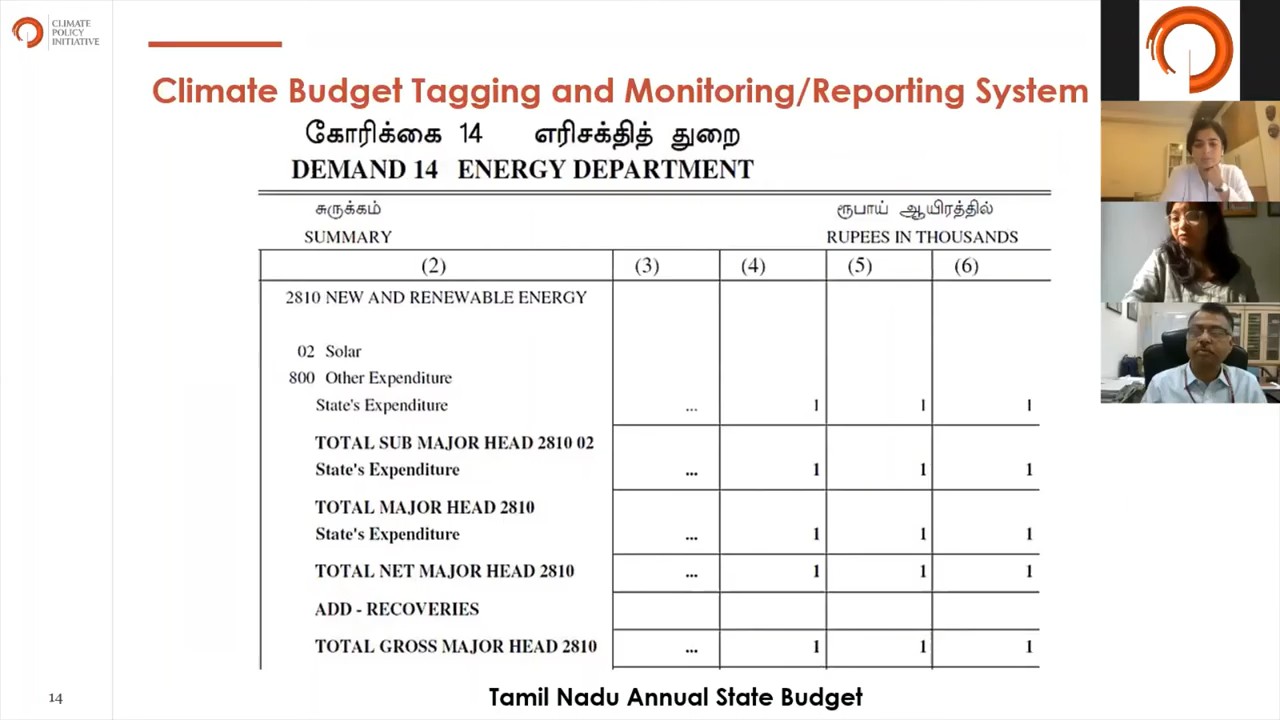 CLIMATE
POLICY
INITIATIVE
Climate Budget Tagging and Monitoring/Reporting System
கோரிக்கை 14 எரிசக்தித் துறை
DEMAND 14 ENERGY DEPARTMENT
சுருக்கம் ரூபாய் ஆயிரத்தில்
SUMMARY RUPEES IN THOUSANDS
(2) (3) (4) (5) (6)
2810 NEW AND RENEWABLE ENERGY
02 Solar
800 Other Expenditure
State's Expenditure ... 1 1 1
TOTAL SUB MAJOR HEAD 2810 02
State's Expenditure ... 1 1 1
TOTAL MAJOR HEAD 2810
State's Expenditure ... 1 1 1
TOTAL NET MAJOR HEAD 2810 ... 1 1 1
ADD - RECOVERIES
TOTAL GROSS MAJOR HEAD 2810 ... 1 1 1
14
Tamil Nadu Annual State Budget